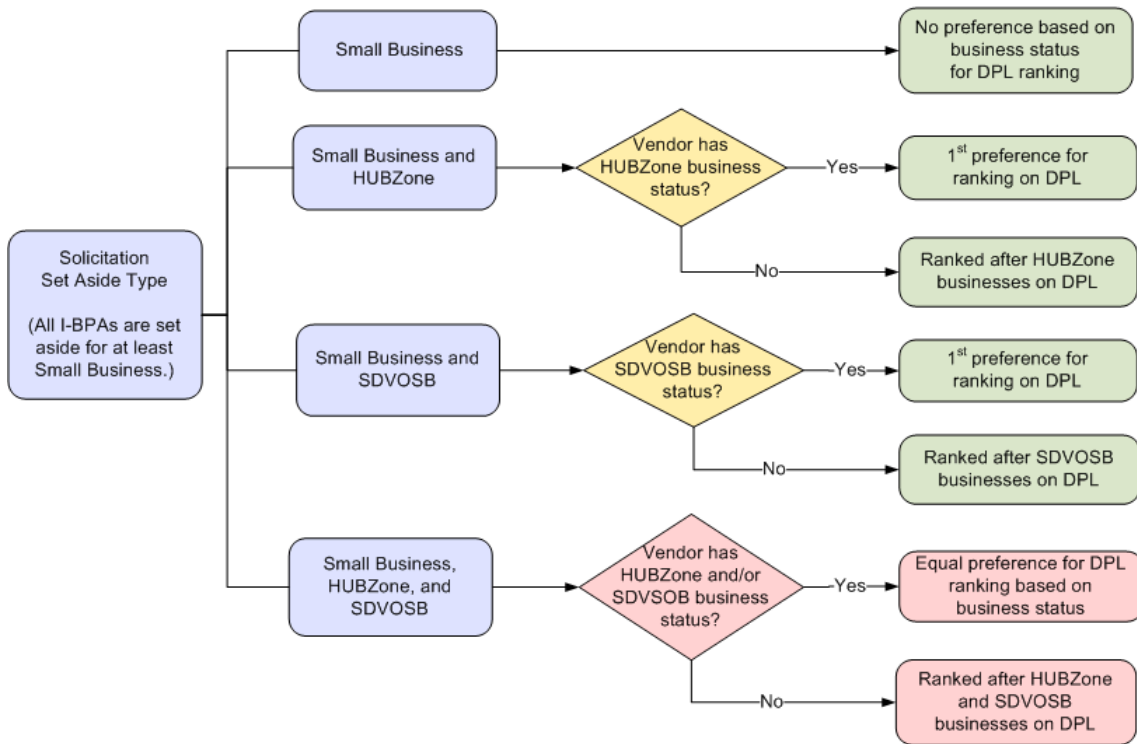 Small Business
No preference based on
business status
for DPL ranking
Small Business and
HUBZone
Vendor has
HUBZone business
status?
Yes
1st preference for
ranking on DPL
No
Ranked after HUBZone
businesses on DPL
Solicitation
Set Aside Type
(All I-BPAs are set
aside for at least
Small Business.)
Small Business and
SDVOSB
Vendor has
SDVOSB business
status?
Yes
1st preference for
ranking on DPL
No
Ranked after SDVOSB
businesses on DPL
Small Business,
HUBZone, and
SDVOSB
Vendor has
HUBZone and/or
SDVSOB business
status?
Yes
Equal preference for DPL
ranking based on
business status
No
Ranked after HUBZone
and SDVOSB
businesses on DPL